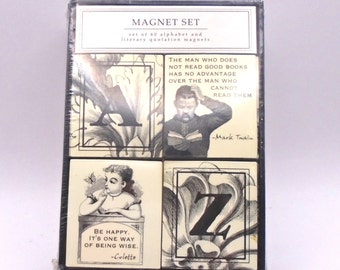 MAGNET SET
set of 60 alphabet and
literary quotation magnets
A
THE MAN WHO DOES
NOT READ GOOD BOOKS
HAS NO ADVANTAGE
OVER THE MAN WHO
CANNOT
READ THEM
-Mark Twain
BE HAPPY.
IT'S ONE WAY
OF BEING WISE.
-Colette
Z